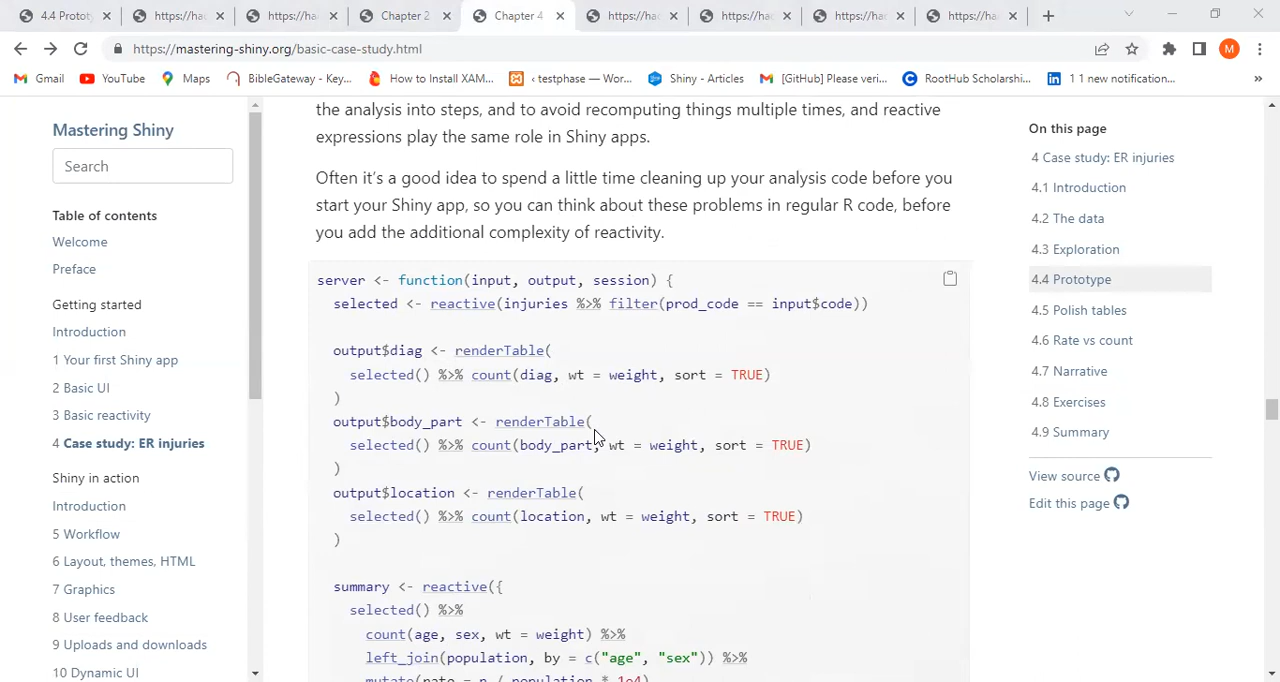 4.4 Prototy
https://hac
https://hac
Chapter 2
Chapter 4
https://hac
https://hac
https://hac
https://hac
https://mastering-shiny.org/basic-case-study.html
M
Gmail
YouTube
Maps
BibleGateway - Key...
How to Install XAM...
‹ testphase — Wor...
Shiny - Articles
[GitHub] Please veri...
RootHub Scholarshi...
1 1 new notification...
»
Mastering Shiny
Search
Table of contents
Welcome
Preface
Getting started
Introduction
1 Your first Shiny app
2 Basic UI
3 Basic reactivity
4 Case study: ER injuries
Shiny in action
Introduction
5 Workflow
6 Layout, themes, HTML
7 Graphics
8 User feedback
9 Uploads and downloads
10 Dynamic UI
the analysis into steps, and to avoid recomputing things multiple times, and reactive
expressions play the same role in Shiny apps.
Often it's a good idea to spend a little time cleaning up your analysis code before you
start your Shiny app, so you can think about these problems in regular R code, before
you add the additional complexity of reactivity.
server <- function(input, output, session) {
selected <- reactive(injuries %>% filter(prod_code == input$code))
output$diag <- renderTable(
selected() %>% count(diag, wt = weight, sort = TRUE)
)
output$body_part <- renderTable(
selected() %>% count(body_part, wt = weight, sort = TRUE)
)
output$location <- renderTable(
selected() %>% count(location, wt = weight, sort = TRUE)
)
summary <- reactive({
selected() %>%
count(age, sex, wt = weight) %>%
left_join(population, by = c("age", "sex")) %>%
mutate(rate = n / population * 1e4)
On this page
4 Case study: ER injuries
4.1 Introduction
4.2 The data
4.3 Exploration
4.4 Prototype
4.5 Polish tables
4.6 Rate vs count
4.7 Narrative
4.8 Exercises
4.9 Summary
View source
Edit this page